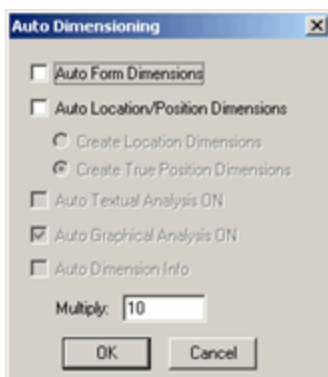 Auto Dimensioning
Auto Form Dimensions
Auto Location/Position Dimensions
Create Location Dimensions
Create True Position Dimensions
Auto Textual Analysis ON
Auto Graphical Analysis ON
Auto Dimension Info
Multiply: 10
OK Cancel